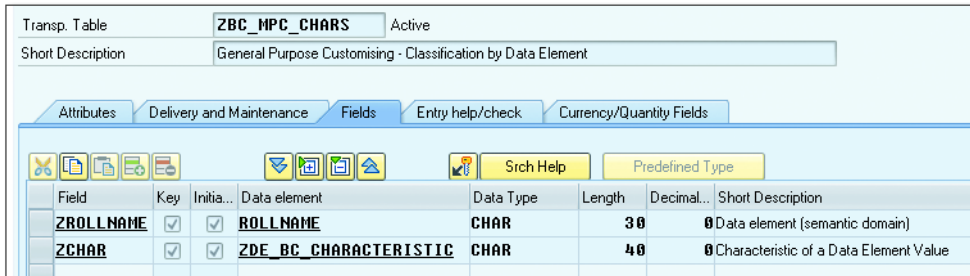 Transp. Table ZBC_MPC_CHARS Active
Short Description General Purpose Customising - Classification by Data Element
Attributes Delivery and Maintenance Fields Entry help/check Currency/Quantity Fields
Srch Help Predefined Type
Field Key Initia... Data element Data Type Length Decimal... Short Description
ZROLLNAME ROLLNAME CHAR 30 0 Data element (semantic domain)
ZCHAR ZDE_BC_CHARACTERISTIC CHAR 40 0 Characteristic of a Data Element Value